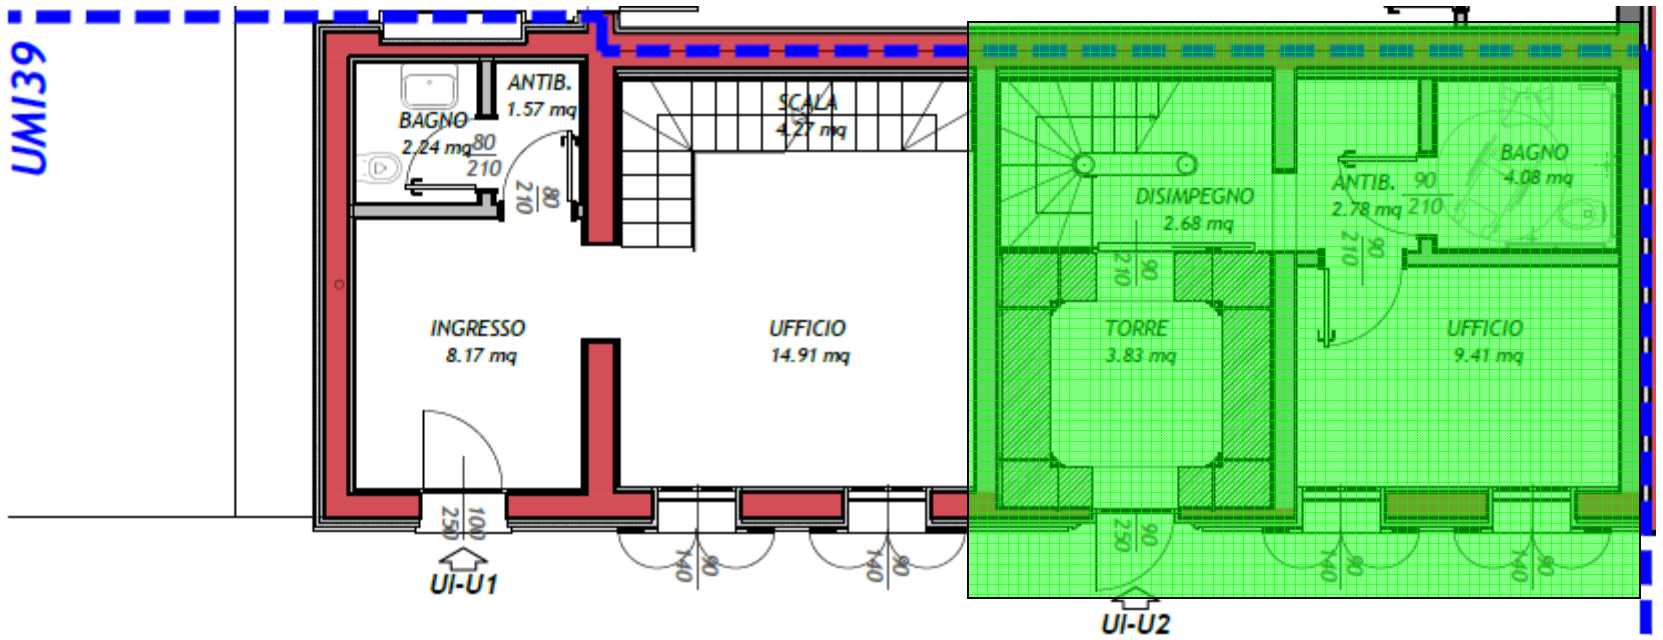 UMI39
BAGNO
2.24 mq
80
210
ANTIB.
1.57 mq
80
210
SCALA
4.27 mq
INGRESSO
8.17 mq
UFFICIO
14.91 mq
DISIMPEGNO
2.68 mq
90
210
TORRE
3.83 mq
ANTIB.
2.78 mq
90
210
BAGNO
4.08 mq
90
210
UFFICIO
9.41 mq
100
250
UI-U1
90
140
90
140
90
250
UI-U2
90
140
90
140